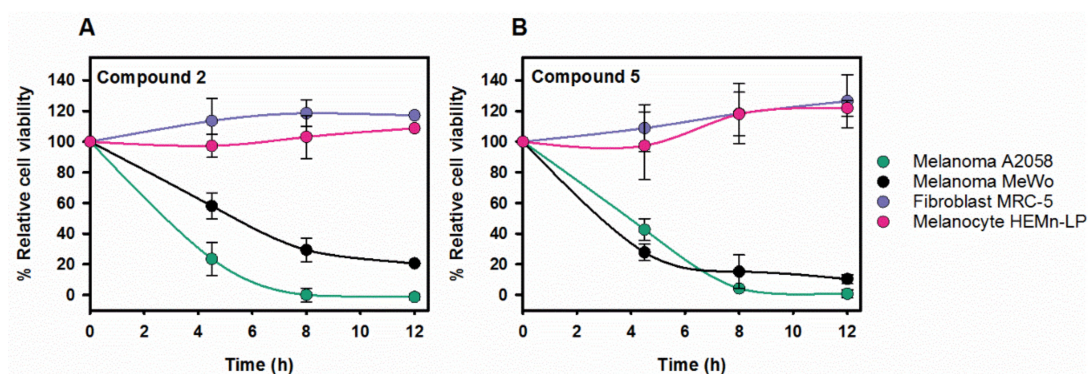 A
Compound 2
% Relative cell viability
140
120
100
80
60
40
20
0
0 2 4 6 8 10 12
Time (h)
B
Compound 5
% Relative cell viability
140
120
100
80
60
40
20
0
0 2 4 6 8 10 12
Time (h)
Melanoma A2058
Melanoma MeWo
Fibroblast MRC-5
Melanocyte HEMn-LP